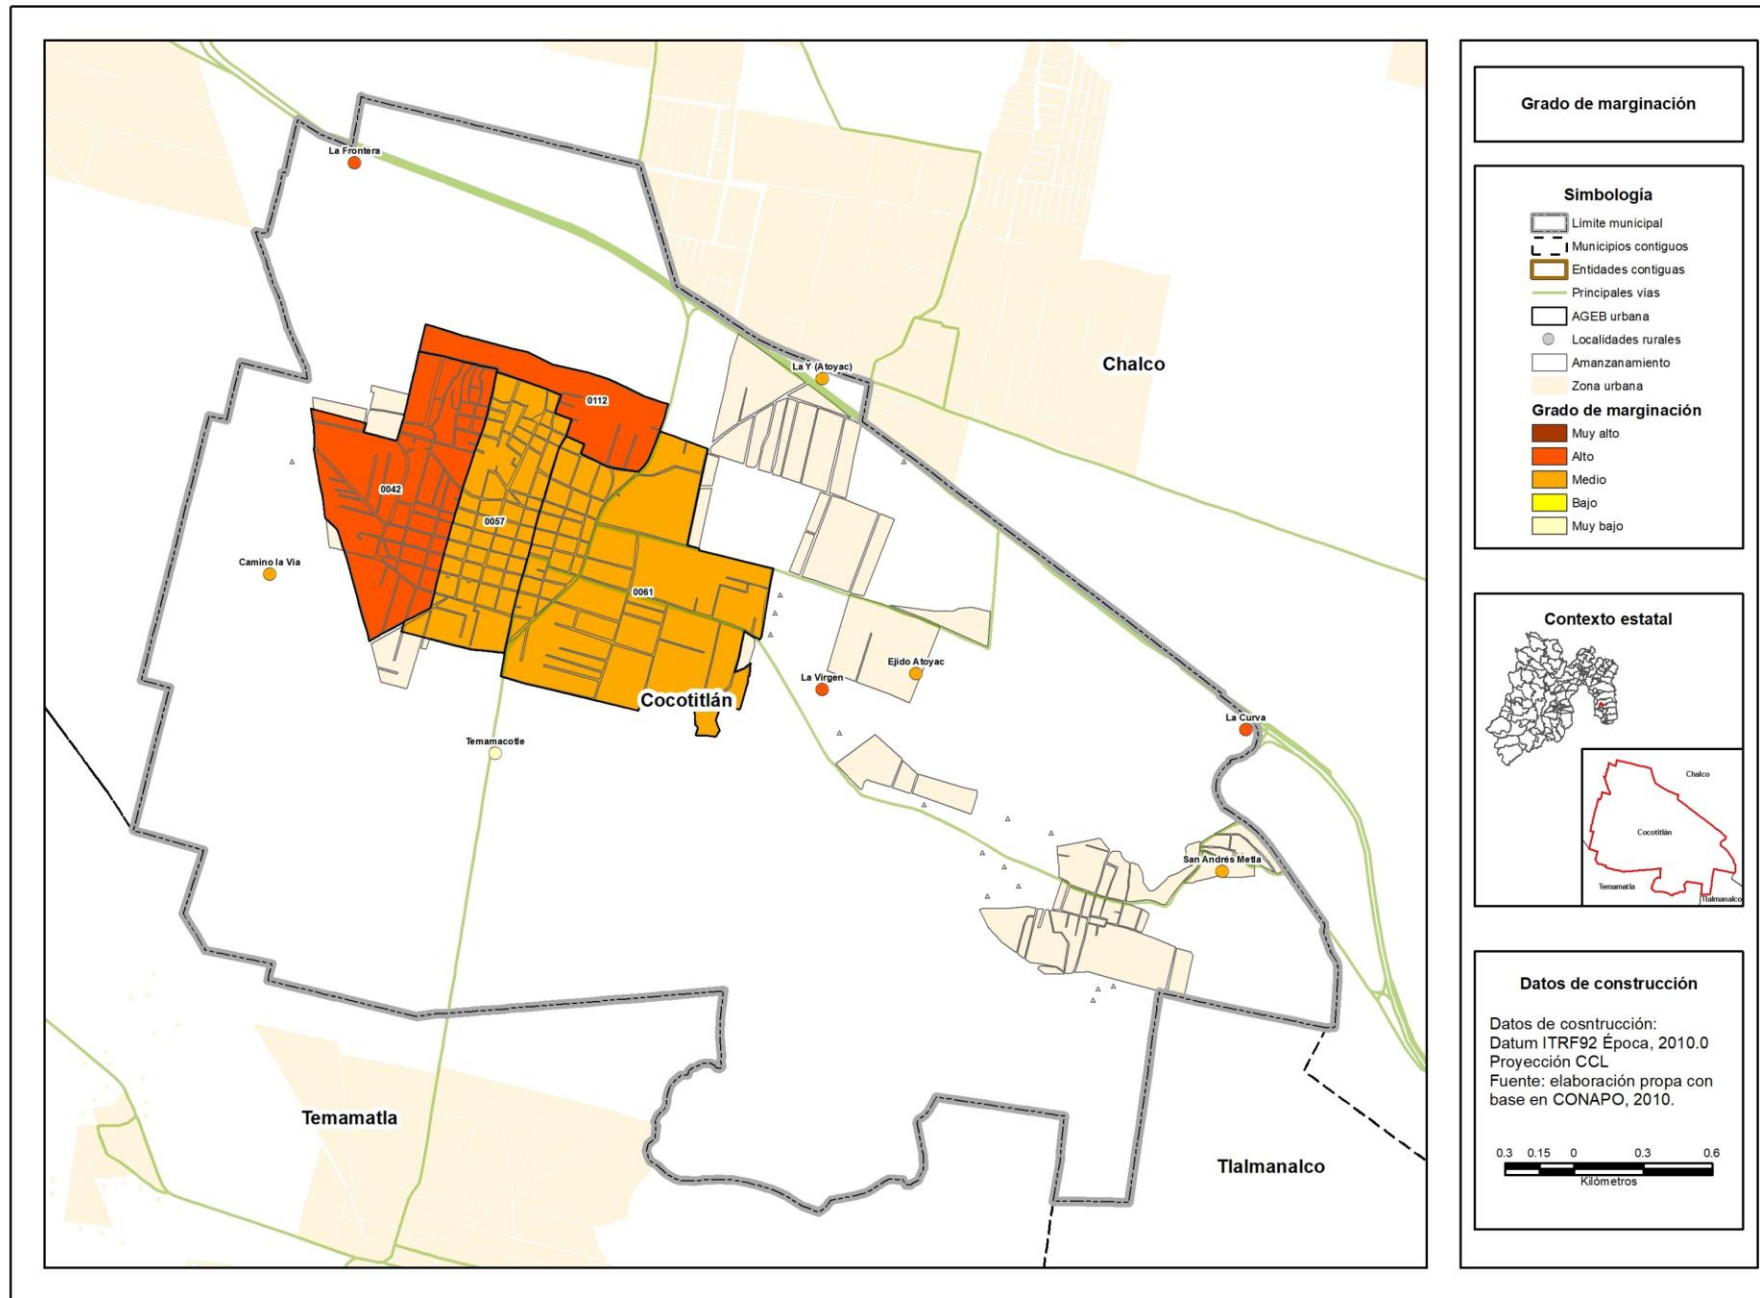 La Frontera
La Y (Atoyac)
Chalco
0112
0042
0057
Camino la Via
0061
Ejido Atoyac
La Virgen
Cocotitlán
La Curva
Temamacotle
San Andrés Metla
Temamatla
Tlalmanalco
Grado de marginación
Simbología
Límite municipal
Municipios contiguos
Entidades contiguas
Principales vías
AGEB urbana
Localidades rurales
Amanzanamiento
Zona urbana
Grado de marginación
Muy alto
Alto
Medio
Bajo
Muy bajo
Contexto estatal
Chalco
Cocotitlán
Temamatla
Tlalmanalco
Datos de construcción
Datos de cosntrucción:
Datum ITRF92 Época, 2010.0
Proyección CCL
Fuente: elaboración propa con
base en CONAPO, 2010.
0.3 0.15 0 0.3 0.6
Kilómetros